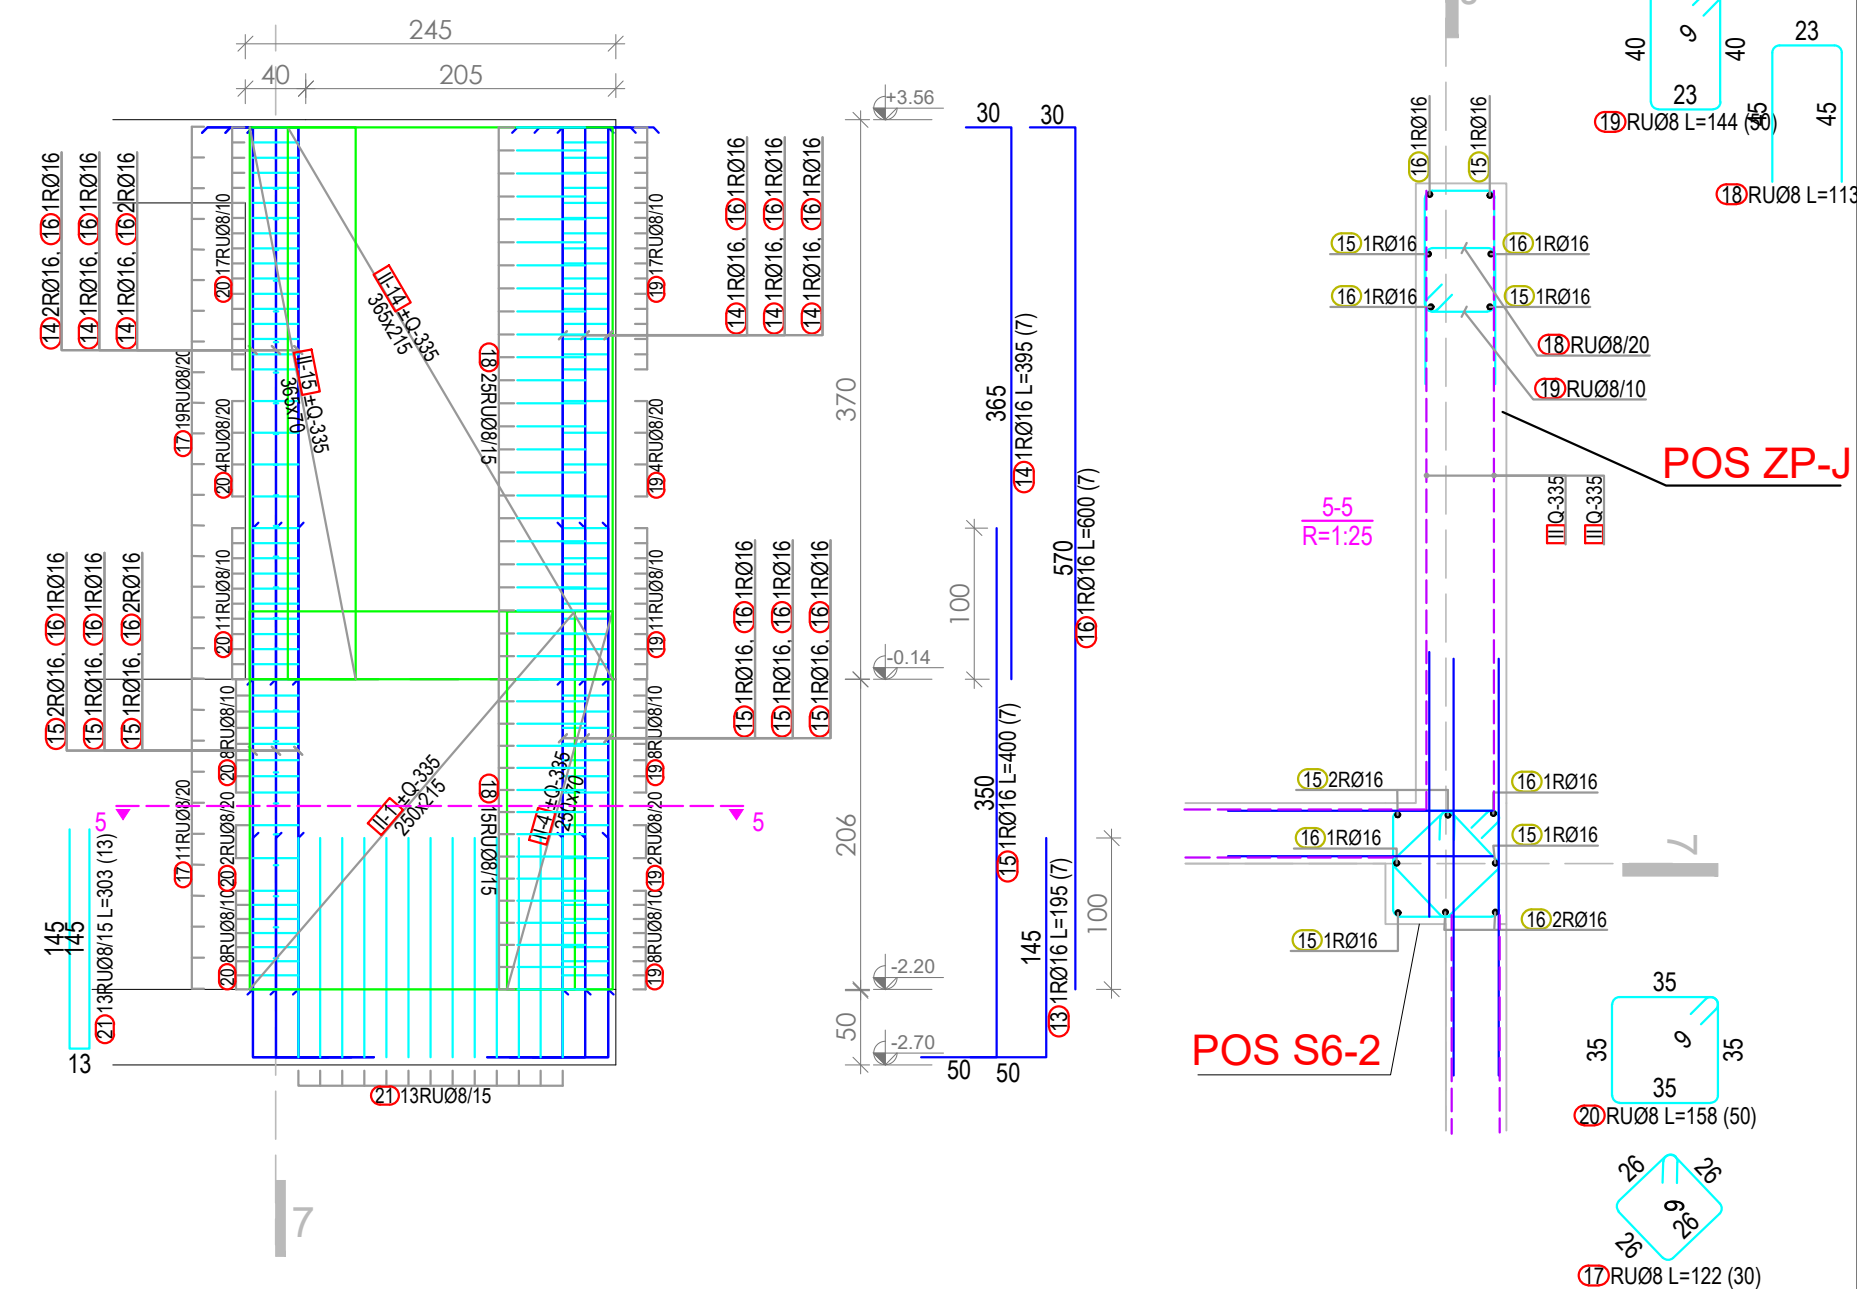 245
40 205
14 2RØ16, 16 1RØ16
14 1RØ16, 16 1RØ16
14 1RØ16, 16 2RØ16
20 17RUØ8/10
17 19RUØ8/20
20 4RUØ8/20
20 11RUØ8/10
II-14 ±Q-335
365x215
II-15 ±Q-335
365x70
18 25RUØ8/15
19 17RUØ8/10
19 4RUØ8/20
19 11RUØ8/10
14 1RØ16, 16 1RØ16
14 1RØ16, 16 1RØ16
14 1RØ16, 16 1RØ16
15 2RØ16, 16 1RØ16
15 1RØ16, 16 1RØ16
15 1RØ16, 16 2RØ16
20 8RUØ8/10
17 11RUØ8/20
20 2RUØ8/20
20 8RUØ8/10
II-1 ±Q-335
250x215
II-4 ±Q-335
250x70
18 15RUØ8/15
19 8RUØ8/10
19 2RUØ8/20
19 8RUØ8/10
15 1RØ16, 16 1RØ16
15 1RØ16, 16 1RØ16
15 1RØ16, 16 1RØ16
5 5
145
145
21 13RUØ8/15 L=303 (13)
13
21 13RUØ8/15
7
+3.56
370
-0.14
206
-2.20
50
-2.70
30 30
365
14 1RØ16 L=395 (7)
570
16 1RØ16 L=600 (7)
100
350
15 1RØ16 L=400 (7)
145
13 1RØ16 L=195 (7)
100
50 50
16 1RØ16
15 1RØ16
15 1RØ16
16 1RØ16
16 1RØ16
15 1RØ16
18 RUØ8/20
19 RUØ8/10
POS ZP-J
5-5
R=1:25
II Q-335
II Q-335
15 2RØ16
16 1RØ16
16 1RØ16
15 1RØ16
15 1RØ16
16 2RØ16
7
POS S6-2
40 9 40
23
19 RUØ8 L=144 (50)
23
45 45
18 RUØ8 L=113
35
35 9 35
35
20 RUØ8 L=158 (50)
26 26
9
26 26
17 RUØ8 L=122 (30)